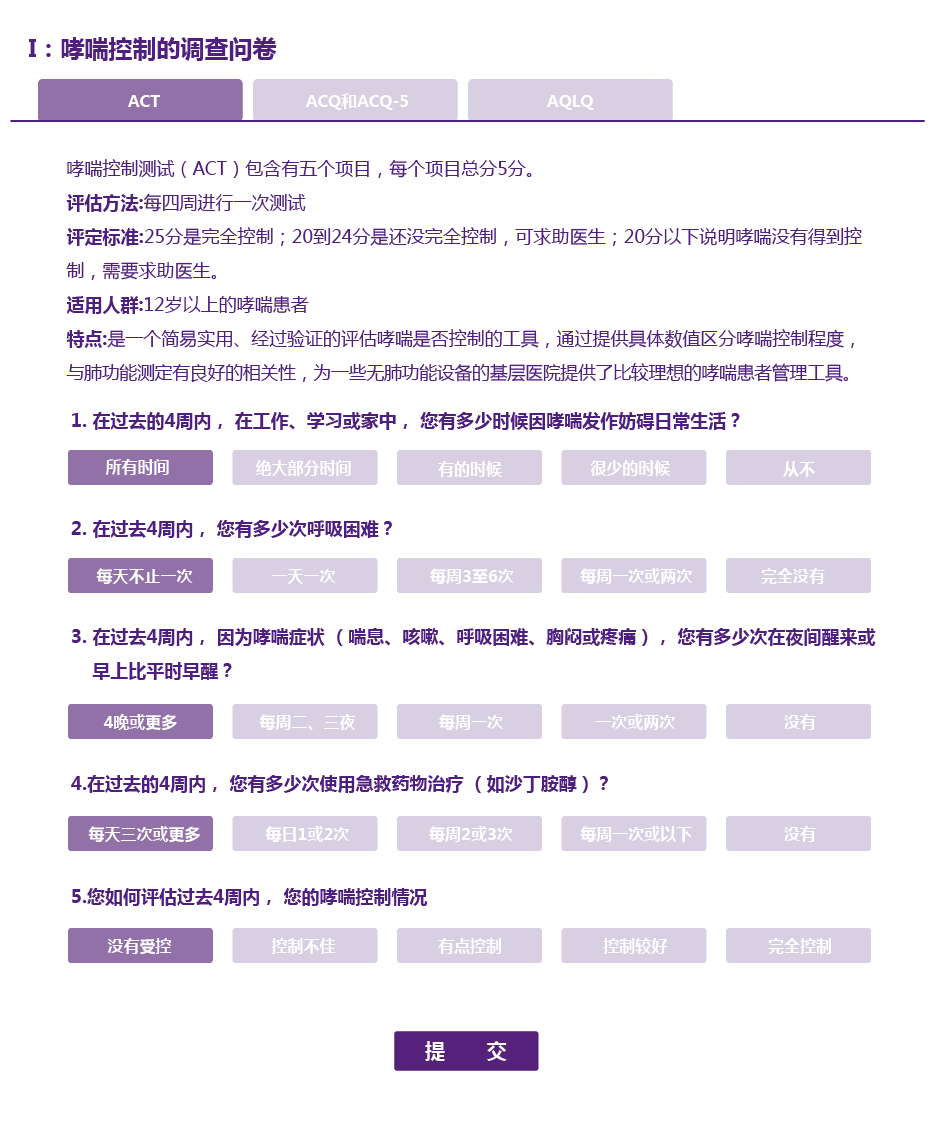 I：哮喘控制的调查问卷
ACT
ACQ和ACQ-5
AQLQ
哮喘控制测试（ACT）包含有五个项目，每个项目总分5分。
评估方法:每四周进行一次测试
评定标准:25分是完全控制；20到24分是还没完全控制，可求助医生；20分以下说明哮喘没有得到控
制，需要求助医生。
适用人群:12岁以上的哮喘患者
特点:是一个简易实用、经过验证的评估哮喘是否控制的工具，通过提供具体数值区分哮喘控制程度，
与肺功能测定有良好的相关性，为一些无肺功能设备的基层医院提供了比较理想的哮喘患者管理工具。
1. 在过去的4周内， 在工作、学习或家中， 您有多少时候因哮喘发作妨碍日常生活？
所有时间
绝大部分时间
有的时候
很少的时候
从不
2. 在过去4周内， 您有多少次呼吸困难？
每天不止一次
一天一次
每周3至6次
每周一次或两次
完全没有
3. 在过去4周内， 因为哮喘症状（喘息、咳嗽、呼吸困难、胸闷或疼痛）， 您有多少次在夜间醒来或
早上比平时早醒？
4晚或更多
每周二、三夜
每周一次
一次或两次
没有
4.在过去的4周内， 您有多少次使用急救药物治疗（如沙丁胺醇）？
每天三次或更多
每日1或2次
每周2或3次
每周一次或以下
没有
5.您如何评估过去4周内， 您的哮喘控制情况
没有受控
控制不佳
有点控制
控制较好
完全控制
提 交